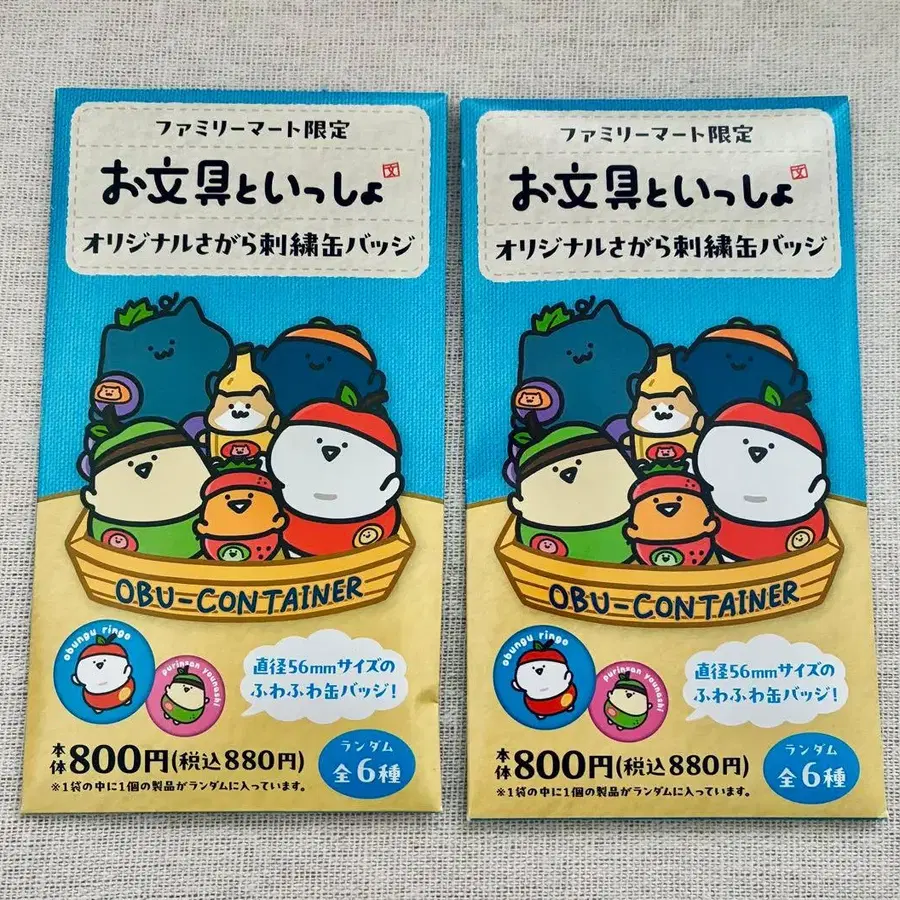 ファミリーマート限定
お文具といっしょ
文
オリジナルさがら刺繍缶バッジ
OBU-CONTAINER
obungu ringo
purinsan younashi
直径56mmサイズの
ふわふわ缶バッジ!
本体800円(税込880円)
※1袋の中に1個の製品がランダムに入っています。
ランダム
全6種
ファミリーマート限定
お文具といっしょ
文
オリジナルさがら刺繍缶バッジ
OBU-CONTAINER
obungu ringo
purinsan younashi
直径56mmサイズの
ふわふわ缶バッジ!
本体800円(税込880円)
※1袋の中に1個の製品がランダムに入っています。
ランダム
全6種